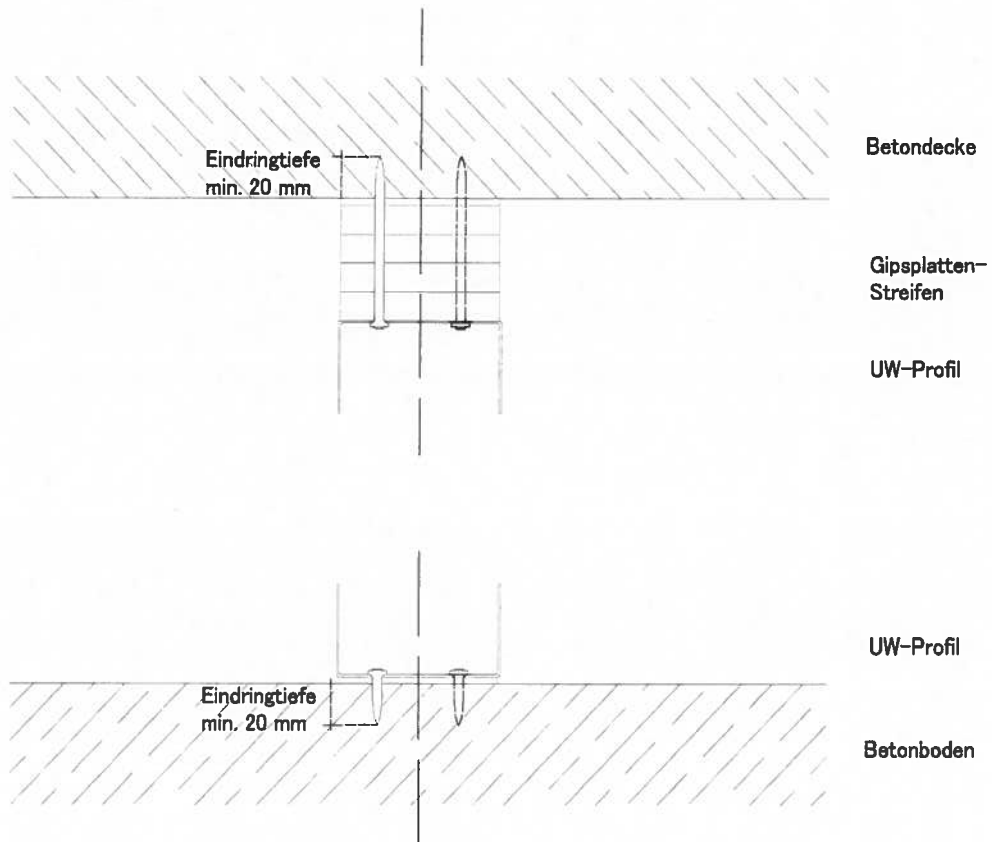 Betondecke
Eindringtiefe
min. 20 mm
Gipsplatten-
Streifen
UW-Profil
UW-Profil
Eindringtiefe
min. 20 mm
Betonboden